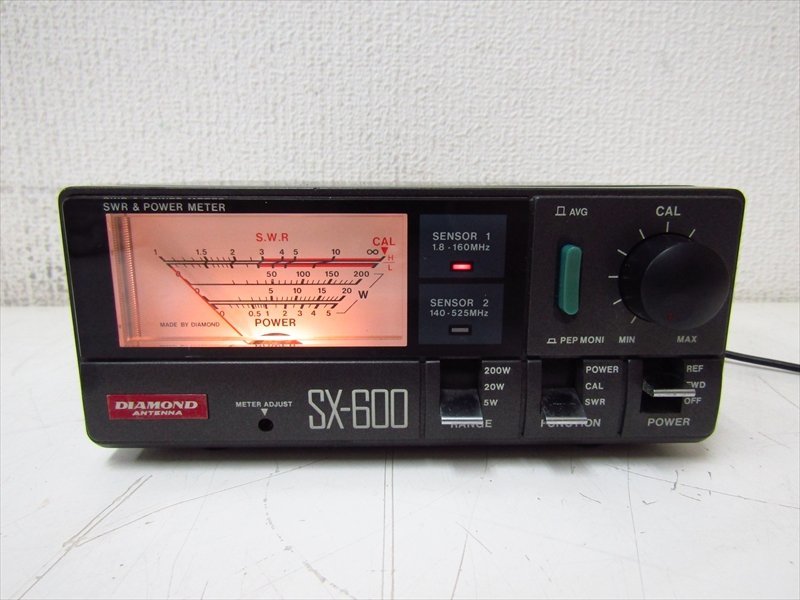 SWR & POWER METER
S.W.R
CAL
1 1.5 2 3 4 5 10 ∞
H
L
0 50 100 150 200
0 5 10 15 20
W
0 0.5 1 2 3 4 5
MADE BY DIAMOND
POWER
SENSOR 1
1.8 - 160MHz
SENSOR 2
140 - 525MHz
AVG
PEP MONI
CAL
MIN
MAX
DIAMOND
ANTENNA
METER ADJUST
SX-600
200W
20W
5W
RANGE
POWER
CAL
SWR
FUNCTION
REF
OFF
POWER